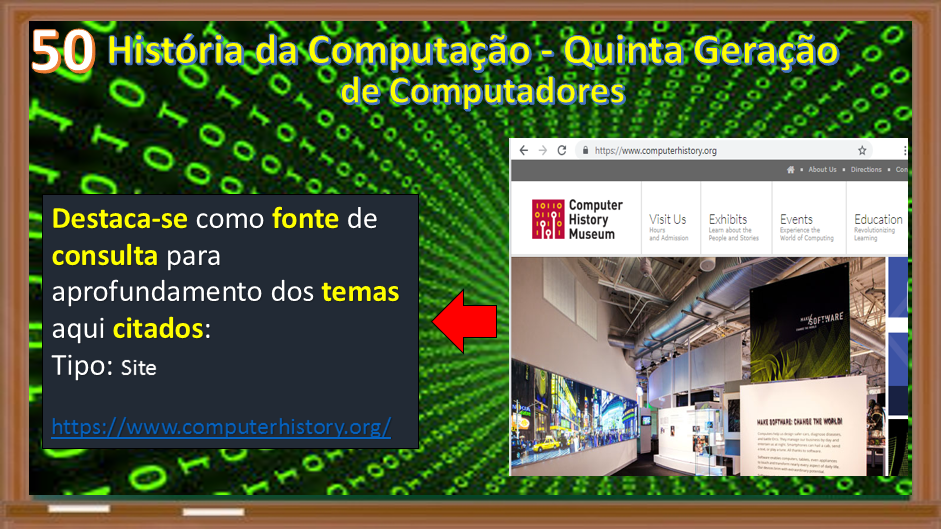 50
História da Computação - Quinta Geração
de Computadores
Destaca-se como fonte de
consulta para
aprofundamento dos temas
aqui citados:
Tipo: Site
https://www.computerhistory.org/
https://www.computerhistory.org
About Us • Directions • Con
Computer
History
Museum
Visit Us
Hours
and Admission
Exhibits
Learn about the
People and Stories
Events
Experience the
World of Computing
Education
Revolutionizing
Learning
MAKE SOFTWARE
MAKE SOFTWARE: CHANGE THE WORLD!